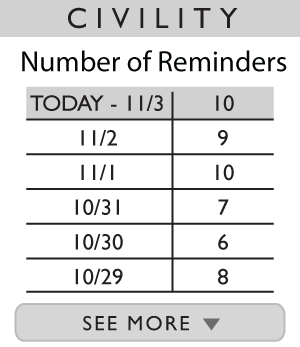 CIVILITY
Number of Reminders
TODAY - 11/3 10
11/2 9
11/1 10
10/31 7
10/30 6
10/29 8
SEE MORE